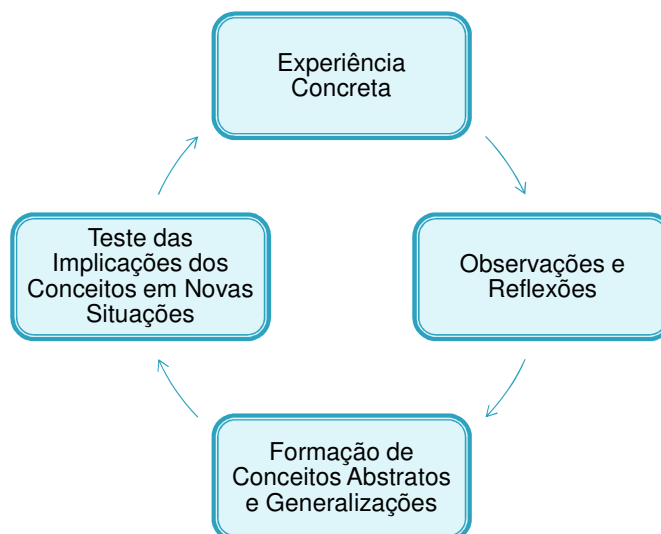 Experiência
Concreta
Observações e
Reflexões
Formação de
Conceitos Abstratos
e Generalizações
Teste das
Implicações dos
Conceitos em Novas
Situações